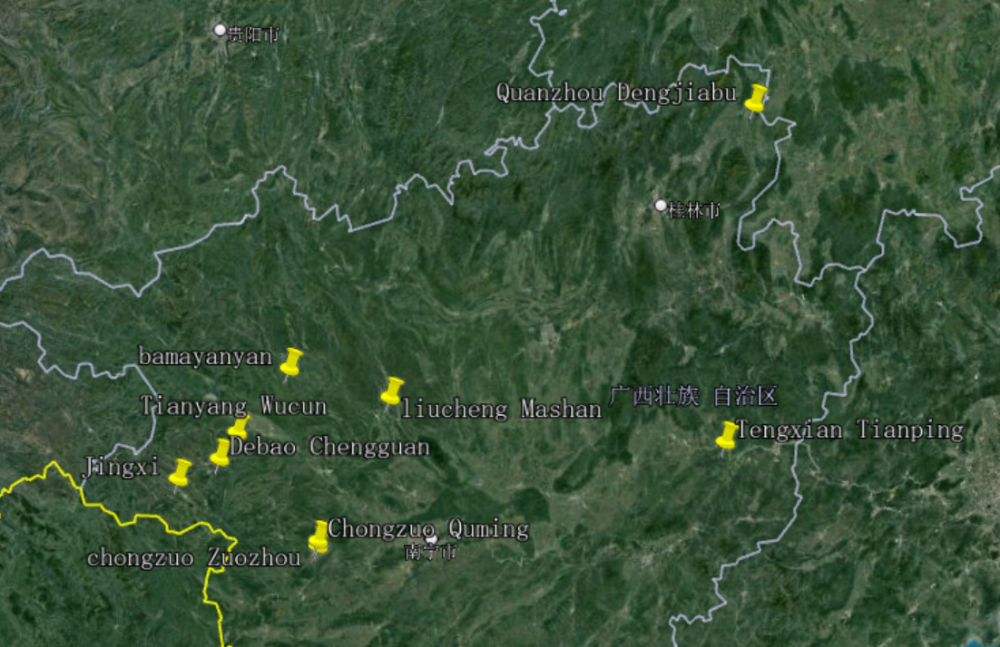 贵阳市
Quanzhou Dengjiabu
桂林市
bamayanyan
广西壮族 自治区
Tianyang Wucun
liucheng Mashan
Tengxian Tianping
Debao Chengguan
Jingxi
Chongzuo Quming
南宁市
chongzuo Zuozhou